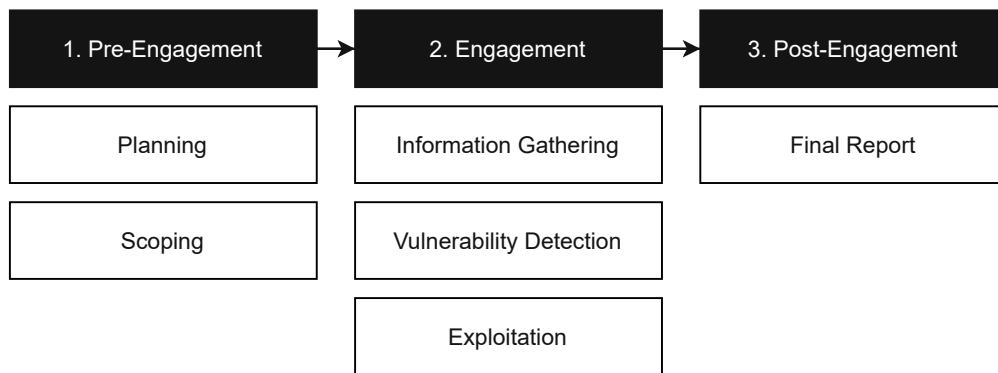 1. Pre-Engagement
2. Engagement
3. Post-Engagement
Planning
Information Gathering
Final Report
Scoping
Vulnerability Detection
Exploitation